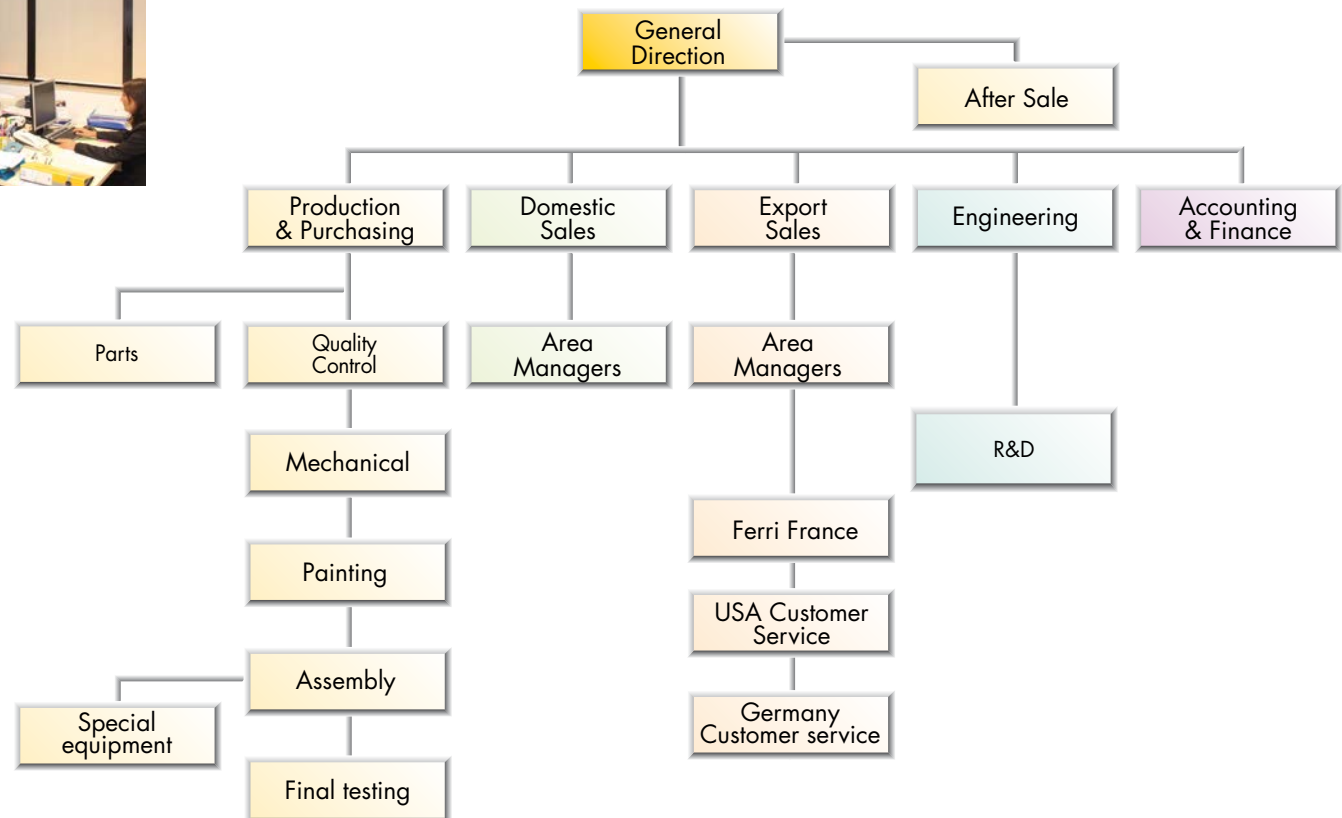 General
Direction
After Sale
Production
& Purchasing
Domestic
Sales
Export
Sales
Engineering
Accounting
& Finance
Parts
Quality
Control
Area
Managers
Area
Managers
R&D
Mechanical
Ferri France
Painting
USA Customer
Service
Assembly
Special
equipment
Germany
Customer service
Final testing